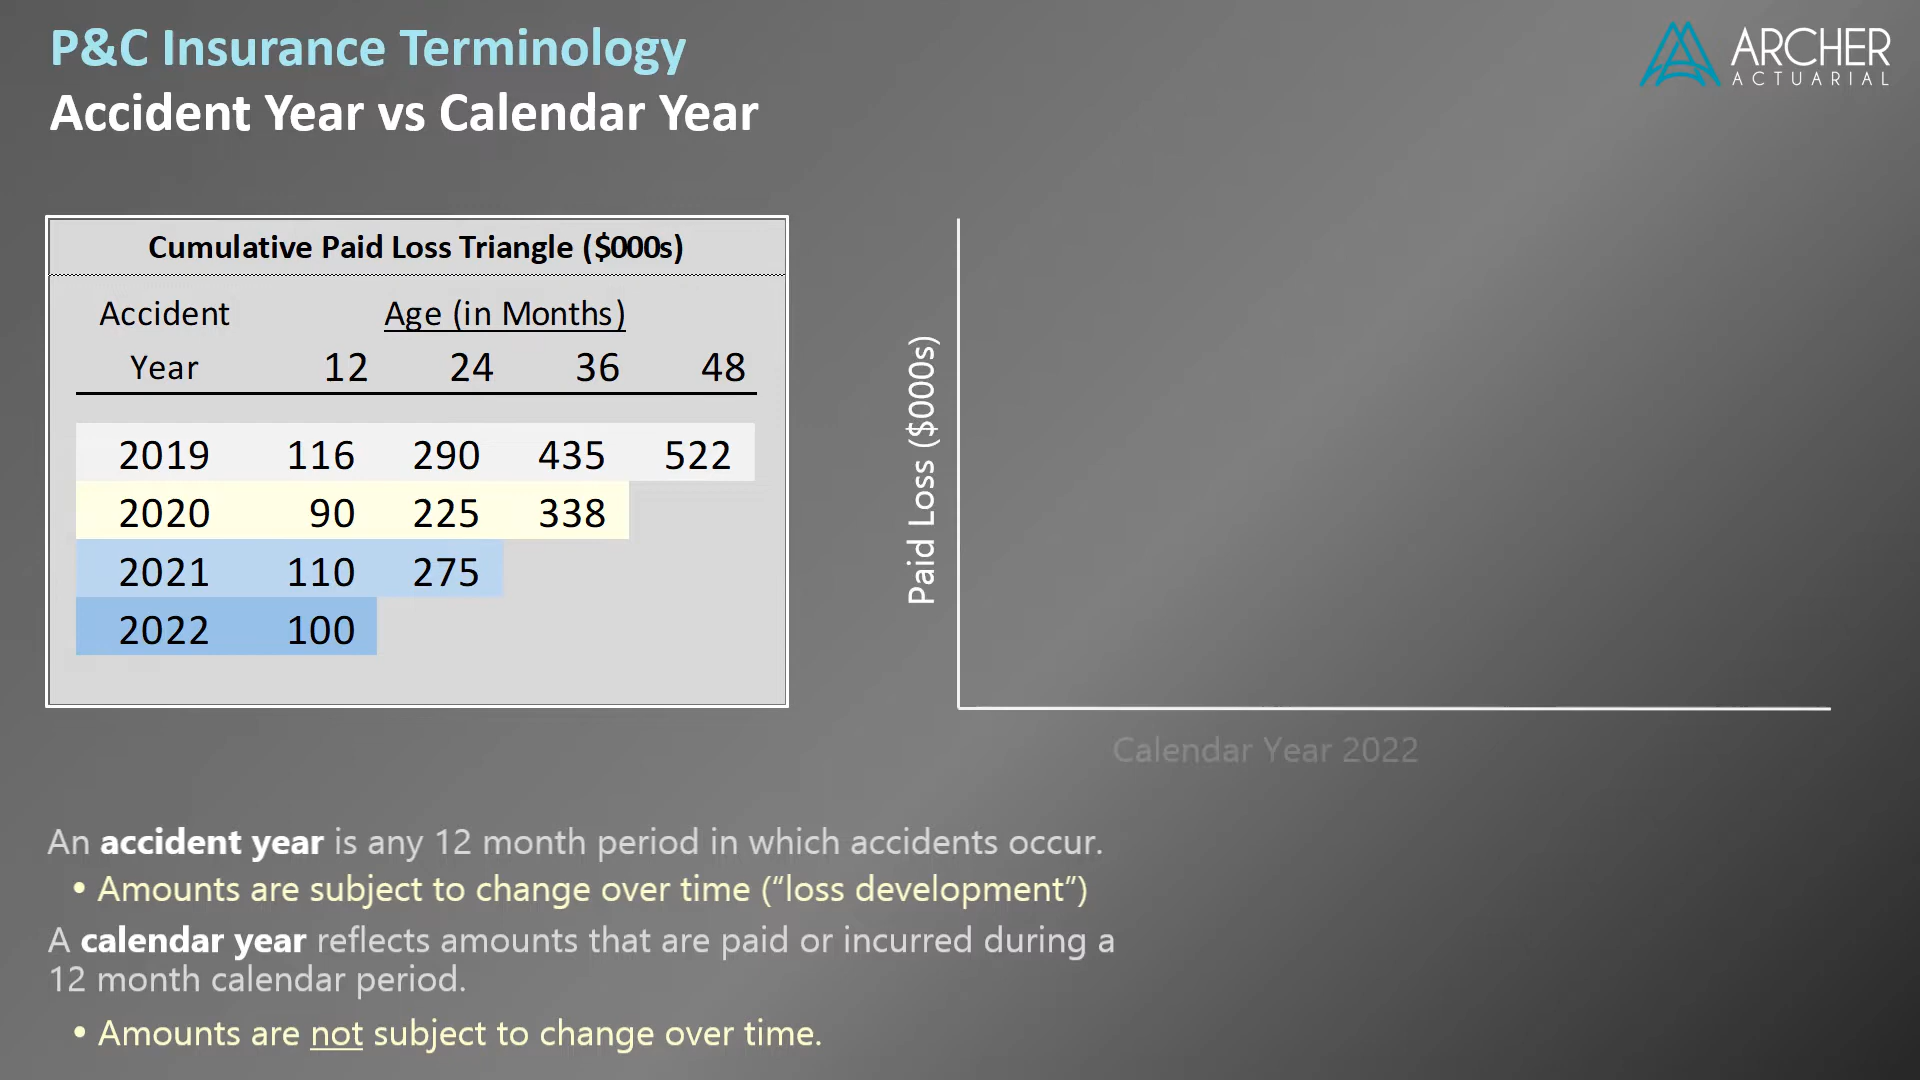 P&C Insurance Terminology
Accident Year vs Calendar Year
ARCHER
ACTUARIAL
Cumulative Paid Loss Triangle ($000s)
Accident Age (in Months)
Year 12 24 36 48
2019 116 290 435 522
2020 90 225 338
2021 110 275
2022 100
Paid Loss ($000s)
Calendar Year 2022
An accident year is any 12 month period in which accidents occur.
• Amounts are subject to change over time (“loss development”)
A calendar year reflects amounts that are paid or incurred during a
12 month calendar period.
• Amounts are not subject to change over time.